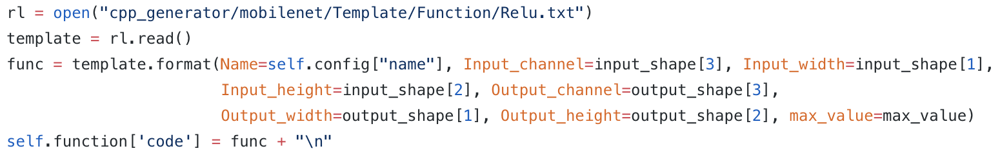 rl = open("cpp_generator/mobilenet/Template/Function/Relu.txt")
template = rl.read()
func = template.format(Name=self.config["name"], Input_channel=input_shape[3], Input_width=input_shape[1],
                       Input_height=input_shape[2], Output_channel=output_shape[3],
                       Output_width=output_shape[1], Output_height=output_shape[2], max_value=max_value)
self.function['code'] = func + "\n"